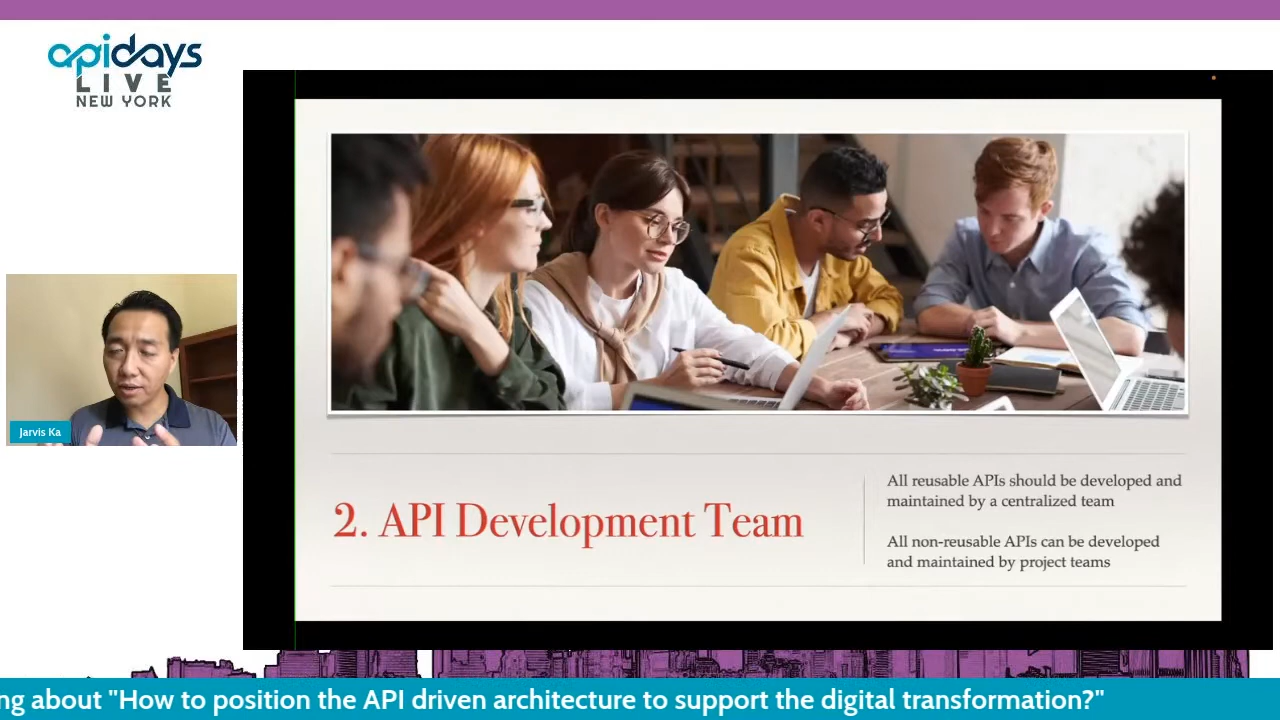 apidays
LIVE
NEW YORK
Jarvis Ka
2. API Development Team
All reusable APIs should be developed and
maintained by a centralized team
All non-reusable APIs can be developed
and maintained by project teams
ng about "How to position the API driven architecture to support the digital transformation?"